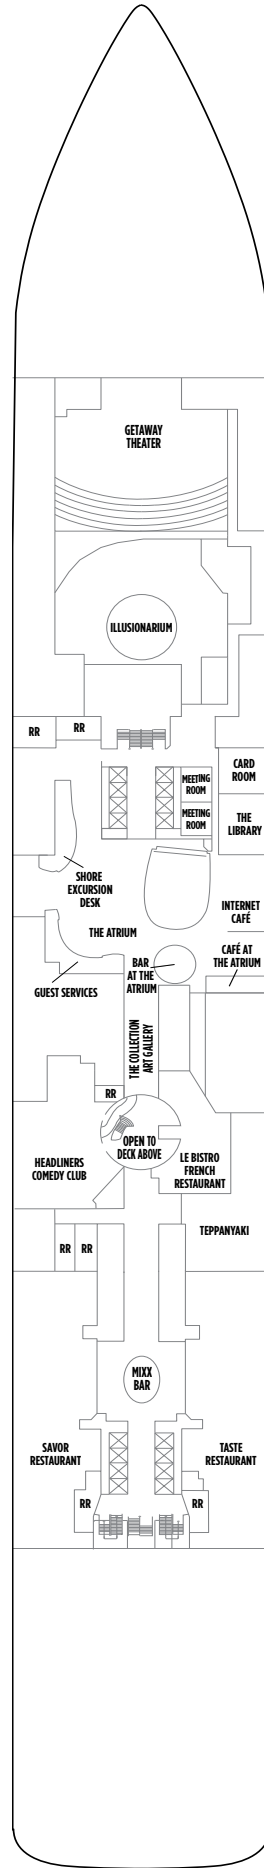 GETAWAY
THEATER
ILLUSIONARIUM
RR
RR
CARD
ROOM
MEETING
ROOM
MEETING
ROOM
THE
LIBRARY
SHORE
EXCURSION
DESK
INTERNET
CAFÉ
THE ATRIUM
CAFÉ AT
THE ATRIUM
BAR
AT THE
ATRIUM
GUEST SERVICES
THE COLLECTION
ART GALLERY
RR
OPEN TO
DECK ABOVE
HEADLINERS
COMEDY CLUB
LE BISTRO
FRENCH
RESTAURANT
TEPPANYAKI
RR
RR
MIXX
BAR
SAVOR
RESTAURANT
TASTE
RESTAURANT
RR
RR